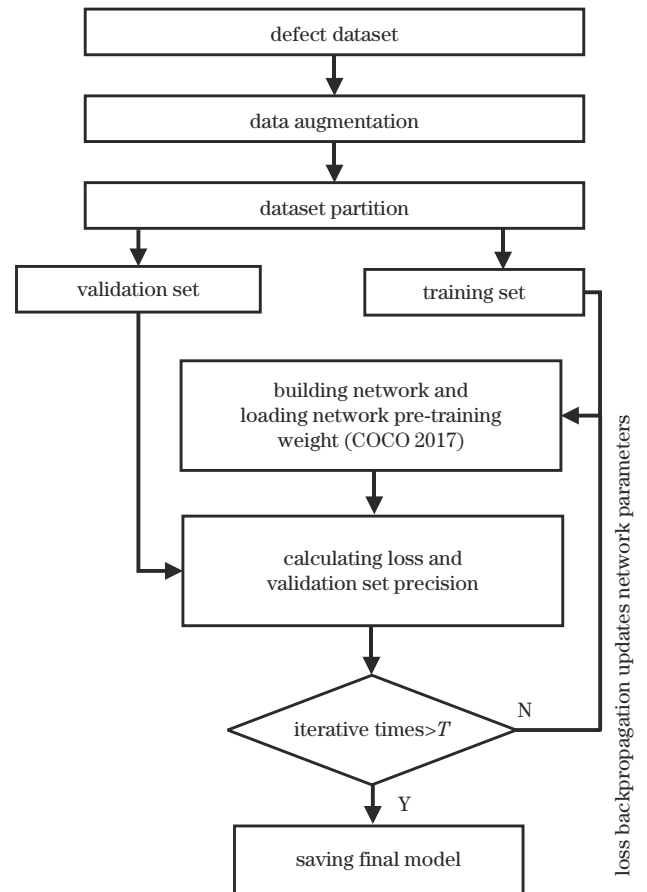 defect dataset
data augmentation
dataset partition
validation set
training set
building network and
loading network pre-training
weight (COCO 2017)
calculating loss and
validation set precision
iterative times>T
N
Y
saving final model
loss backpropagation updates network parameters